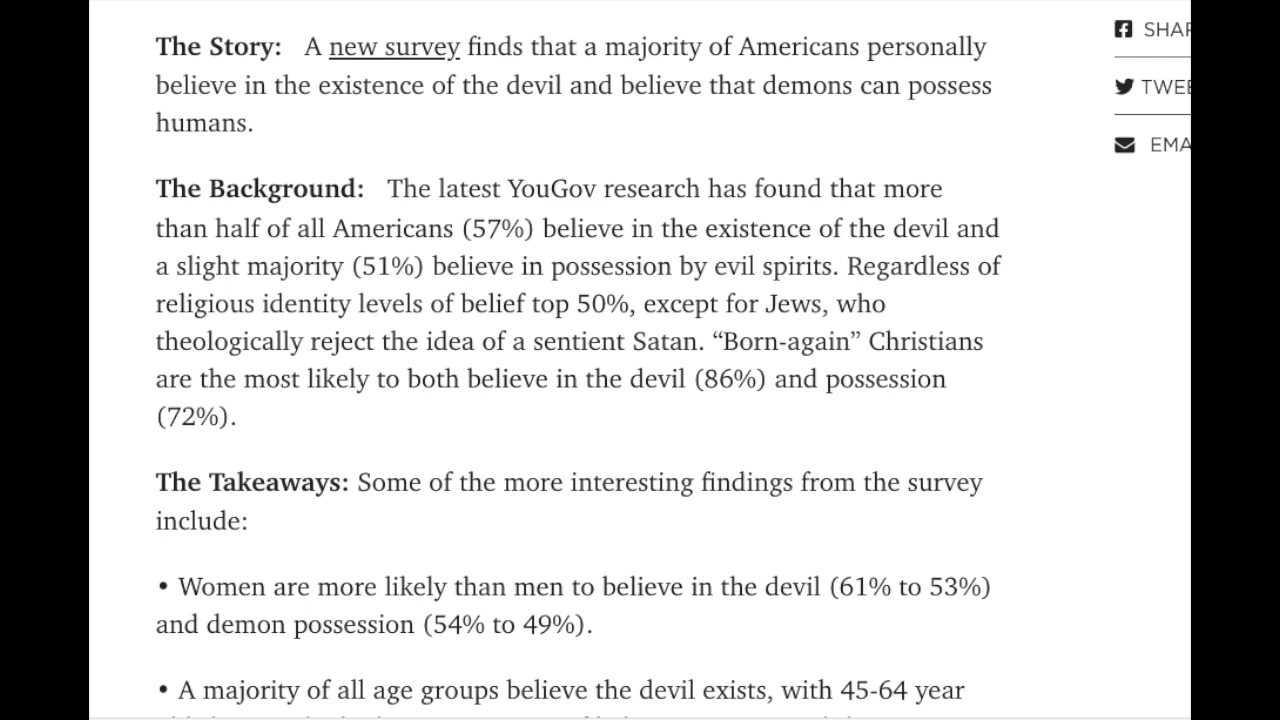 The Story: A new survey finds that a majority of Americans personally
believe in the existence of the devil and believe that demons can possess
humans.
The Background: The latest YouGov research has found that more
than half of all Americans (57%) believe in the existence of the devil and
a slight majority (51%) believe in possession by evil spirits. Regardless of
religious identity levels of belief top 50%, except for Jews, who
theologically reject the idea of a sentient Satan. “Born-again” Christians
are the most likely to both believe in the devil (86%) and possession
(72%).
The Takeaways: Some of the more interesting findings from the survey
include:
• Women are more likely than men to believe in the devil (61% to 53%)
and demon possession (54% to 49%).
• A majority of all age groups believe the devil exists, with 45-64 year
SHAR
TWEE
EMA